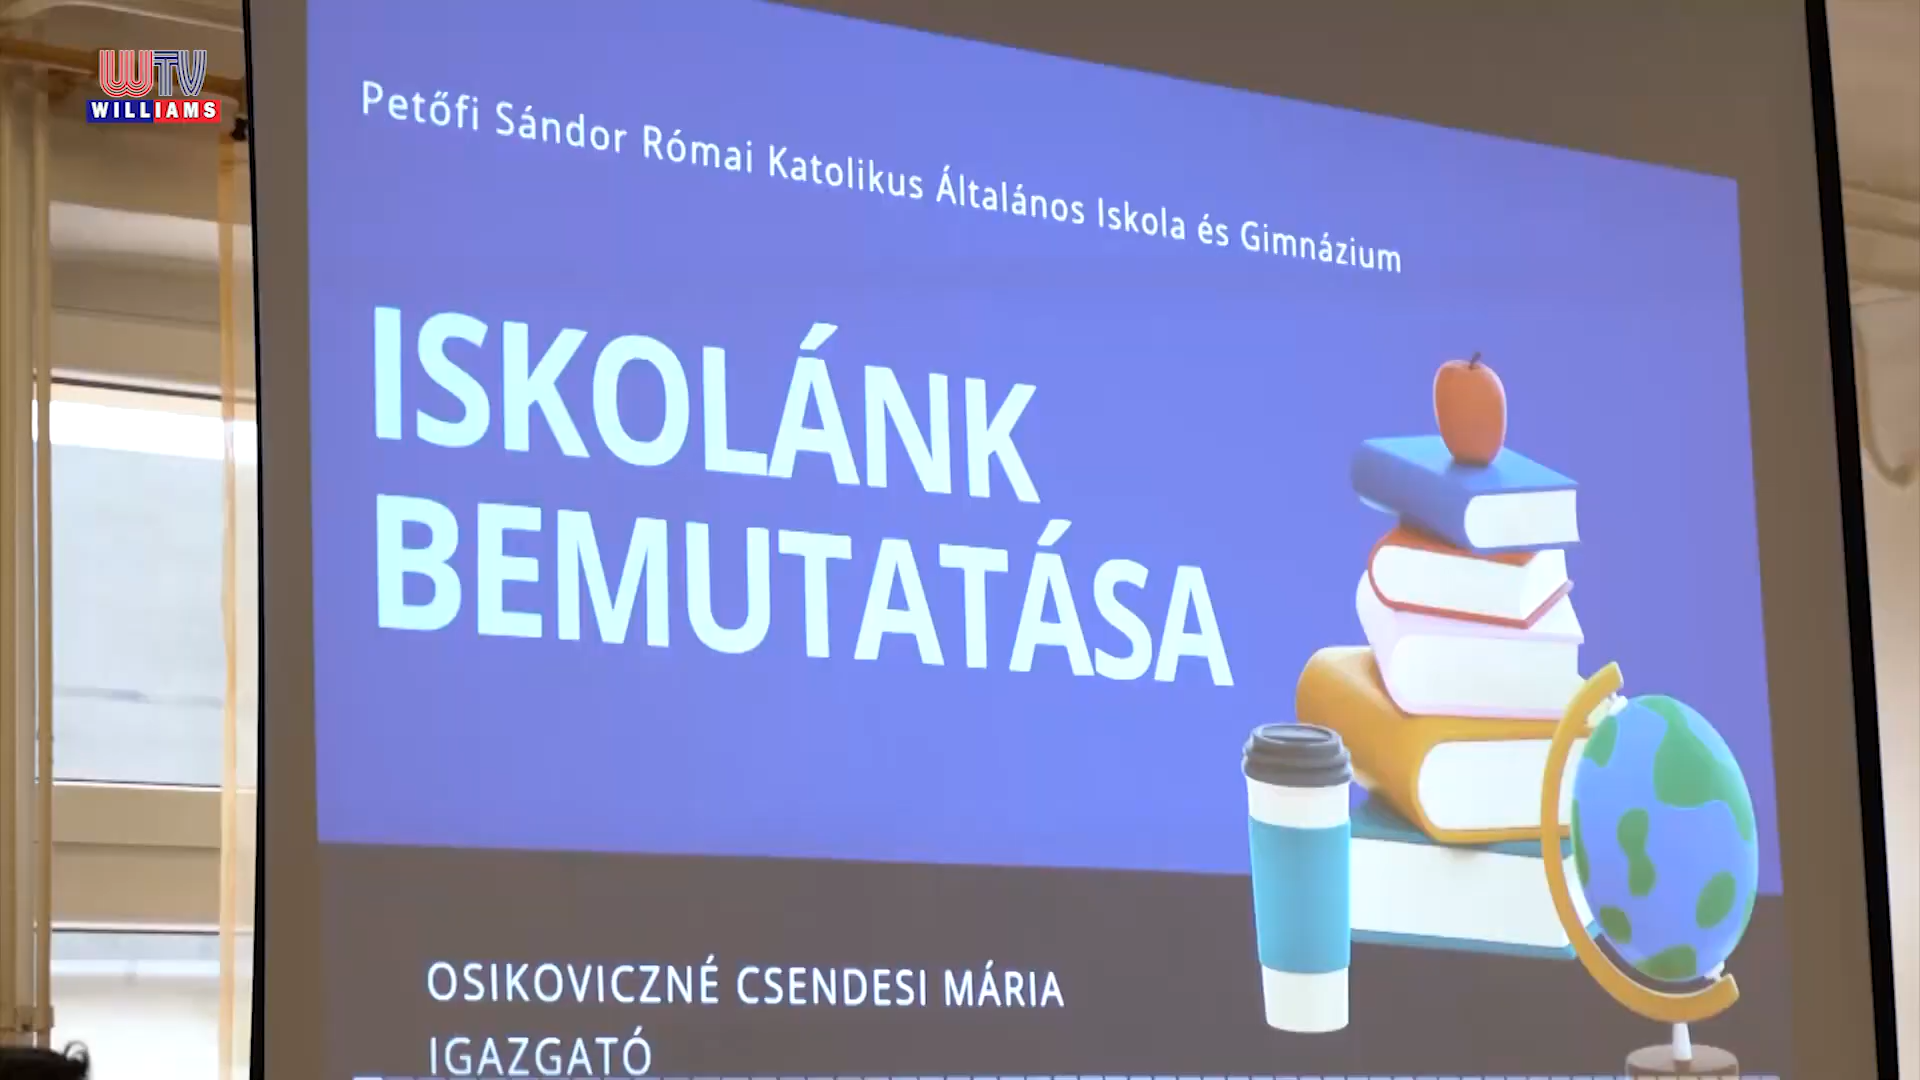 WTV
WILLIAMS
Petőfi Sándor Római Katolikus Általános Iskola és Gimnázium
ISKOLÁNK
BEMUTATÁSA
OSIKOVICZNÉ CSENDESI MÁRIA
IGAZGATÓ